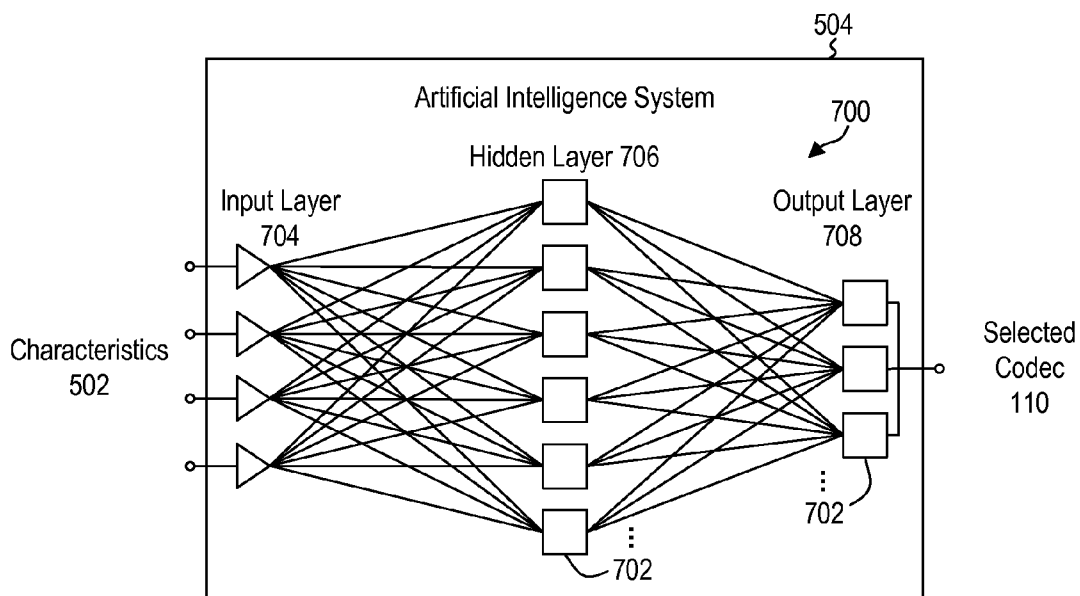 504
Artificial Intelligence System
700
Hidden Layer 706
Input Layer
704
Output Layer
708
Characteristics
502
Selected
Codec
110
702
702